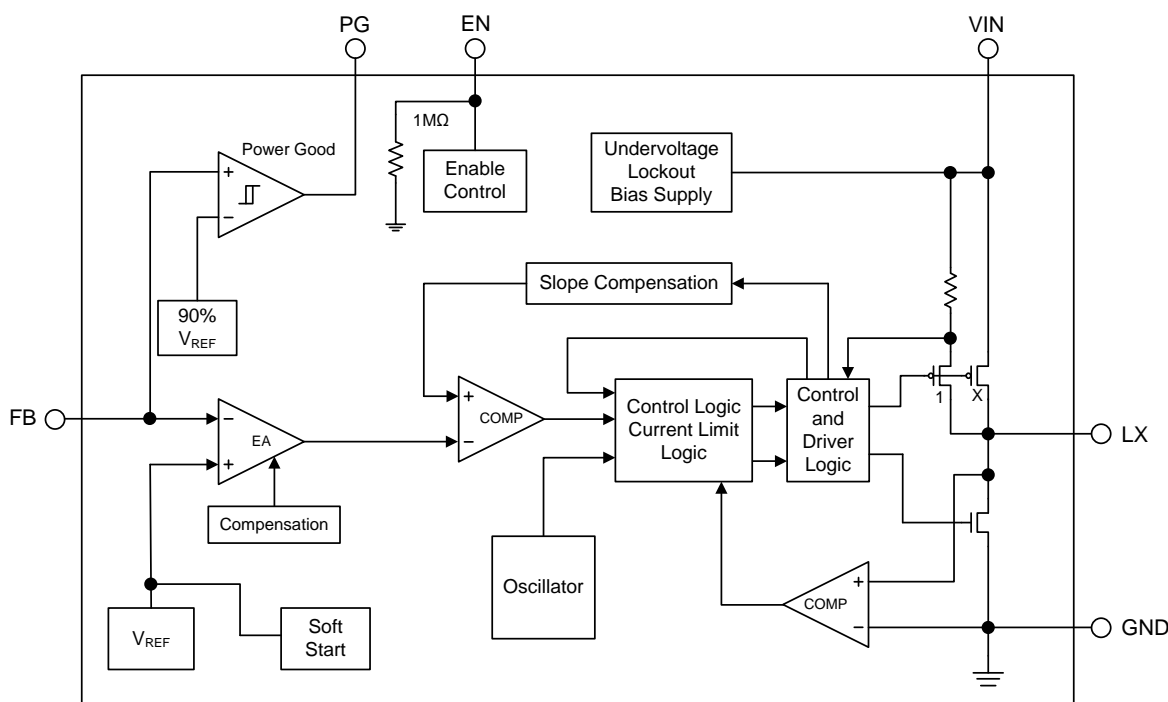 PG
EN
VIN
1MΩ
Power Good
+
−
Enable
Control
Undervoltage
Lockout
Bias Supply
90%
VREF
Slope Compensation
FB
−
EA
+
+
COMP
−
Control Logic
Current Limit
Logic
Control
and
Driver
Logic
1
X
LX
Compensation
Oscillator
+
COMP
−
VREF
Soft
Start
GND